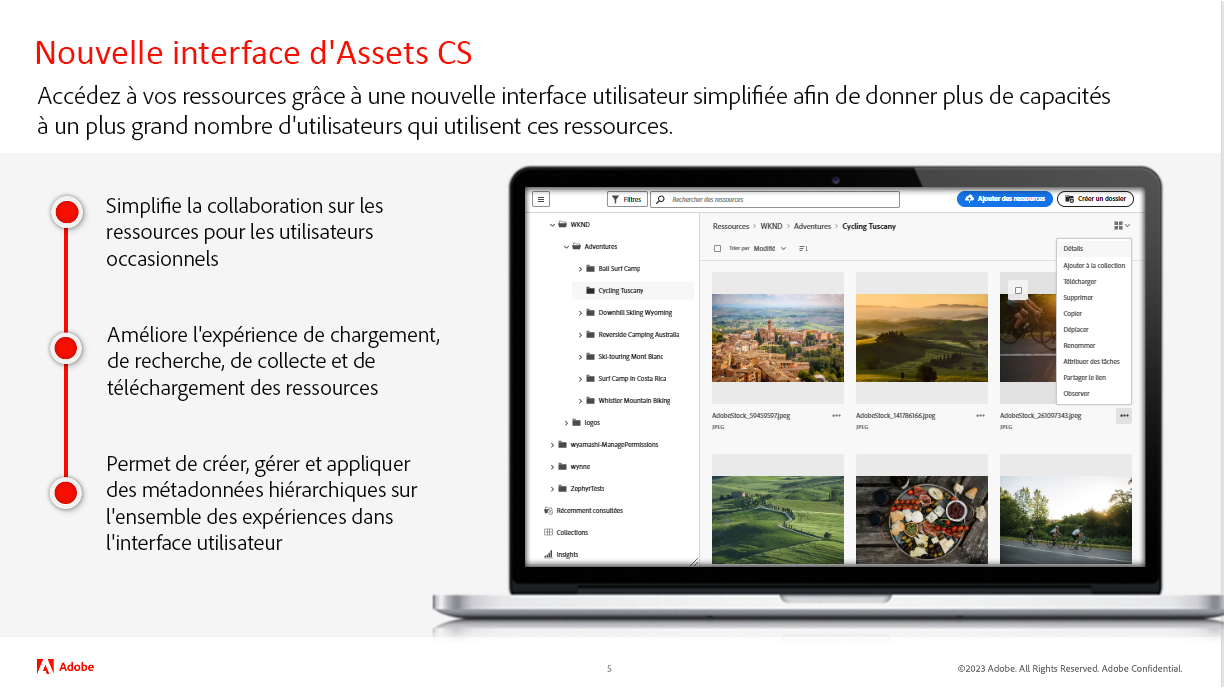 Nouvelle interface d'Assets CS
Accédez à vos ressources grâce à une nouvelle interface utilisateur simplifiée afin de donner plus de capacités
à un plus grand nombre d'utilisateurs qui utilisent ces ressources.
Simplifie la collaboration sur les
ressources pour les utilisateurs
occasionnels
Améliore l'expérience de chargement,
de recherche, de collecte et de
téléchargement des ressources
Permet de créer, gérer et appliquer
des métadonnées hiérarchiques sur
l'ensemble des expériences dans
l'interface utilisateur
Filtres
Rechercher des ressources
Ajouter des ressources
Créer un dossier
WKND
Adventures
Bali Surf Camp
Cycling Tuscany
Downhill Skiing Wyoming
Reverside Camping Australia
Ski-touring Mont Blanc
Surf Camp in Costa Rica
Whistler Mountain Biking
logos
wyamashi-ManagePermissions
wynne
ZephyrTests
Récemment consultées
Collections
Insights
Ressources > WKND > Adventures > Cycling Tuscany
Trier par Modifié
Détails
Ajouter à la collection
Télécharger
Supprimer
Copier
Déplacer
Renommer
Attribuer des tâches
Partager le lien
Observer
AdobeStock_59459597.jpeg
JPEG
AdobeStock_141786166.jpeg
JPEG
AdobeStock_261097343.jpeg
JPEG
Adobe
5
©2023 Adobe. All Rights Reserved. Adobe Confidential.